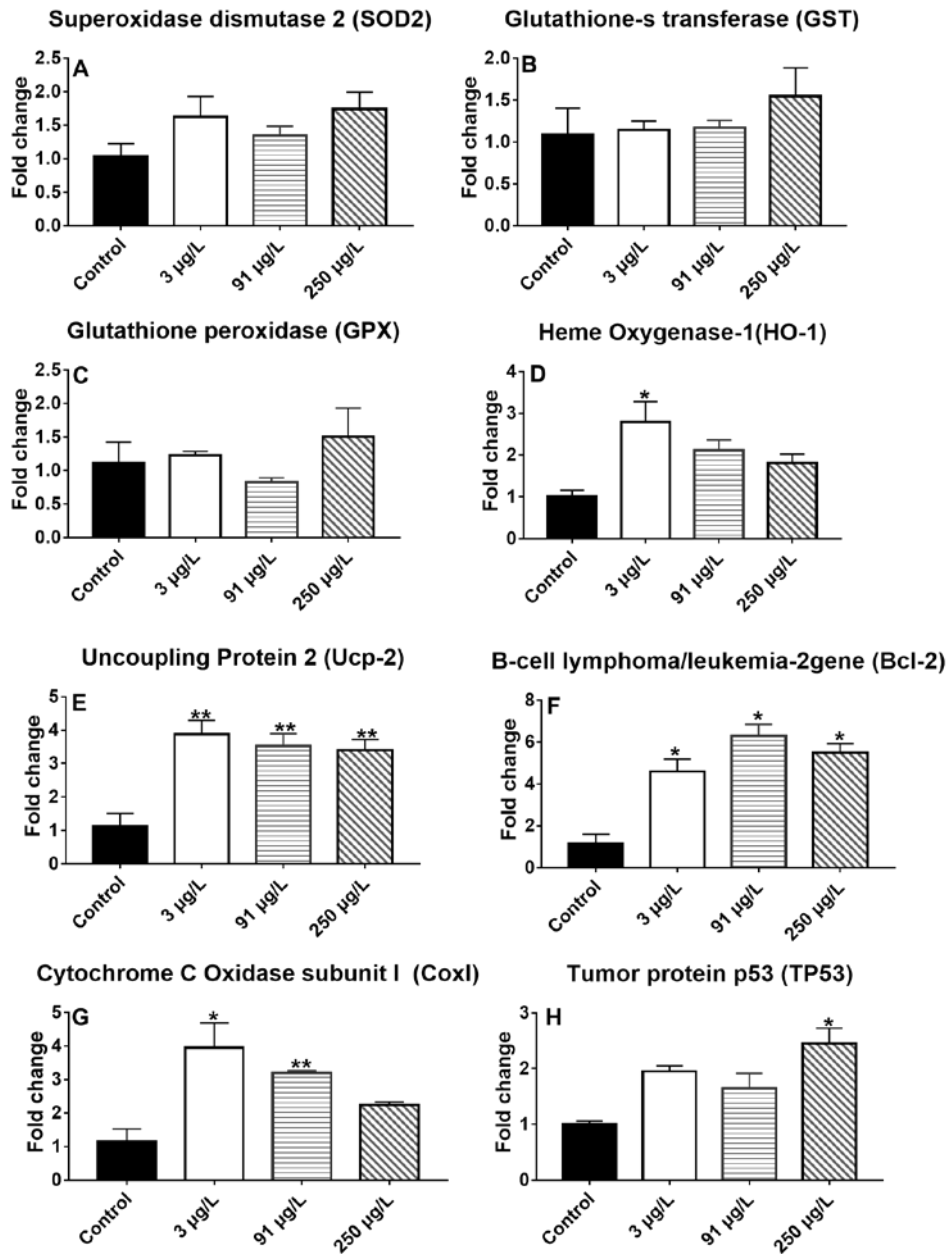 Superoxidase dismutase 2 (SOD2)
A
Fold change
2.5
2.0
1.5
1.0
0.5
0.0
Control
3 µg/L
91 µg/L
250 µg/L
Glutathione-s transferase (GST)
B
Fold change
2.0
1.5
1.0
0.5
0.0
Control
3 µg/L
91 µg/L
250 µg/L
Glutathione peroxidase (GPX)
C
Fold change
2.5
2.0
1.5
1.0
0.5
0.0
Control
3 µg/L
91 µg/L
250 µg/L
Heme Oxygenase-1(HO-1)
D
Fold change
4
3
2
1
0
*
Control
3 µg/L
91 µg/L
250 µg/L
Uncoupling Protein 2 (Ucp-2)
E
Fold change
5
4
3
2
1
0
** ** **
Control
3 µg/L
91 µg/L
250 µg/L
B-cell lymphoma/leukemia-2gene (Bcl-2)
F
Fold change
8
6
4
2
0
* * *
Control
3 µg/L
91 µg/L
250 µg/L
Cytochrome C Oxidase subunit I (CoxI)
G
Fold change
5
4
3
2
1
0
* **
Control
3 µg/L
91 µg/L
250 µg/L
Tumor protein p53 (TP53)
H
Fold change
3
2
1
0
*
Control
3 µg/L
91 µg/L
250 µg/L